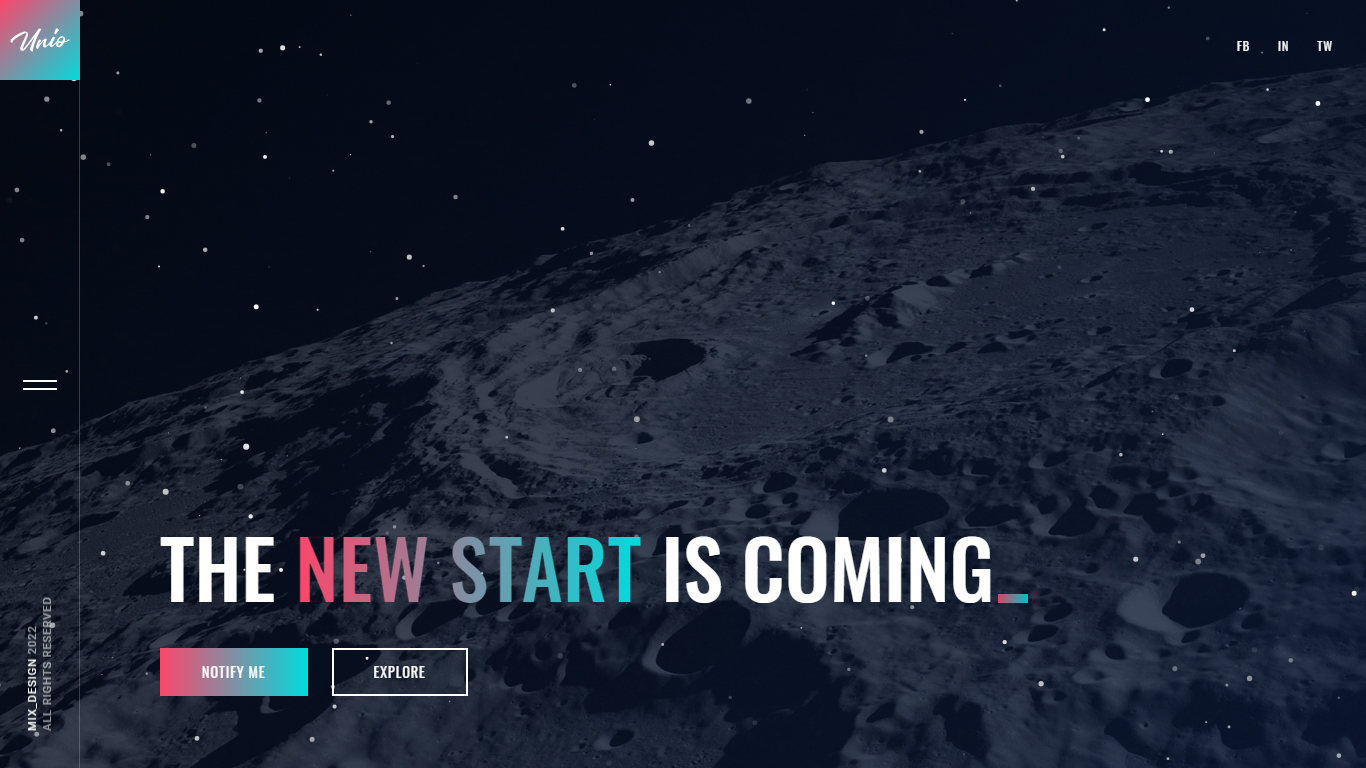 Unio
FB IN TW
THE NEW START IS COMING_
NOTIFY ME
EXPLORE
MIX_DESIGN 2022
ALL RIGHTS RESERVED